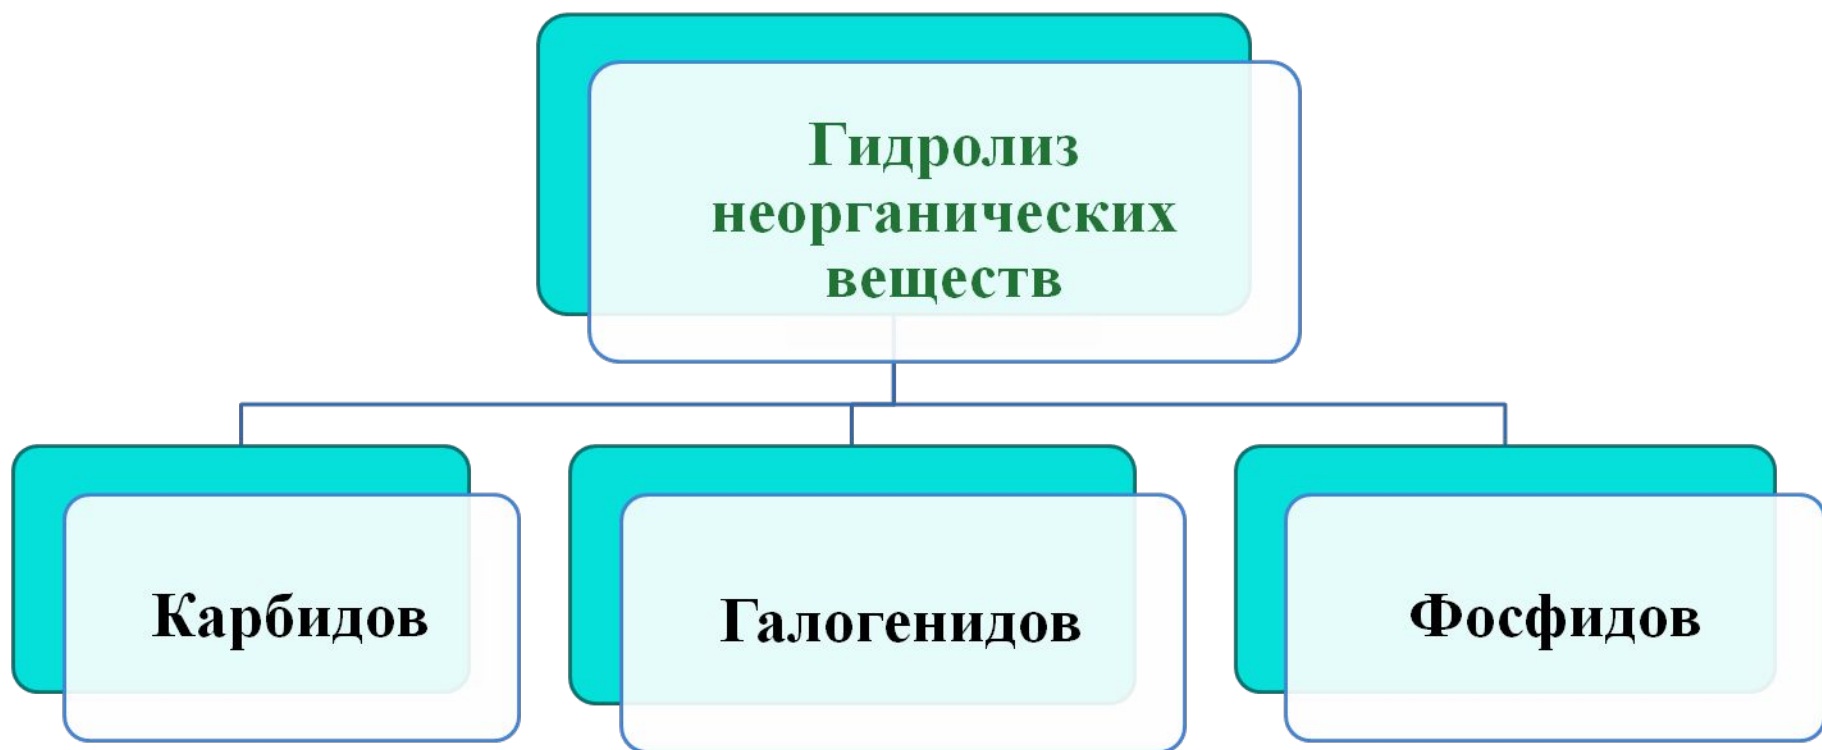 Гидролиз
неорганических
веществ
Карбидов
Галогенидов
Фосфидов